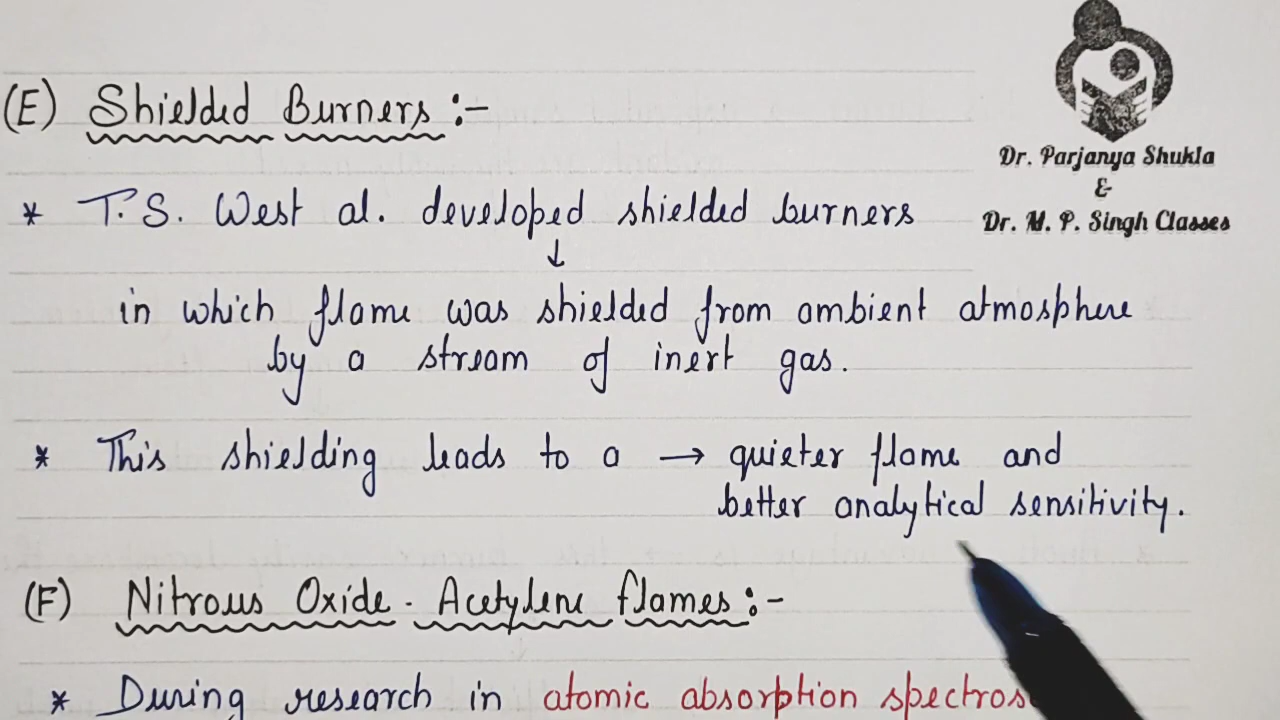 (E) Shielded Burners :-
Dr. Parjanya Shukla
&
Dr. M. P. Singh Classes
* T. S. West al. developed shielded burners
↓
in which flame was shielded from ambient atmosphere
by a stream of inert gas.
* This shielding leads to a → quieter flame and
better analytical sensitivity.
(F) Nitrous Oxide - Acetylene flames :-
* During research in atomic absorption